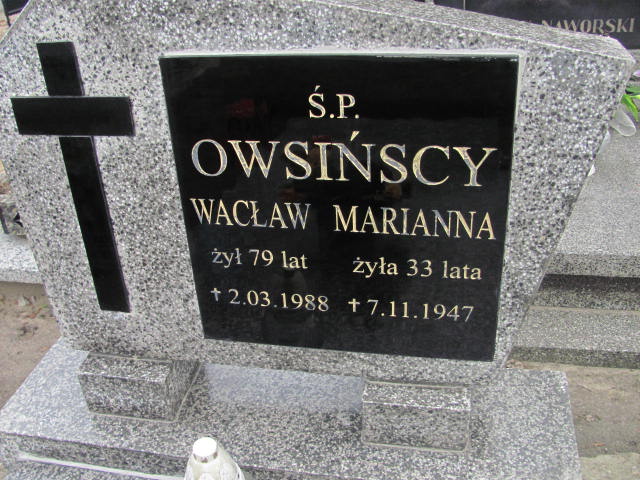 NAWORSKI
Ś.P.
OWSIŃSCY
WACŁAW MARIANNA
żył 79 lat żyła 33 lata
† 2.03.1988 † 7.11.1947